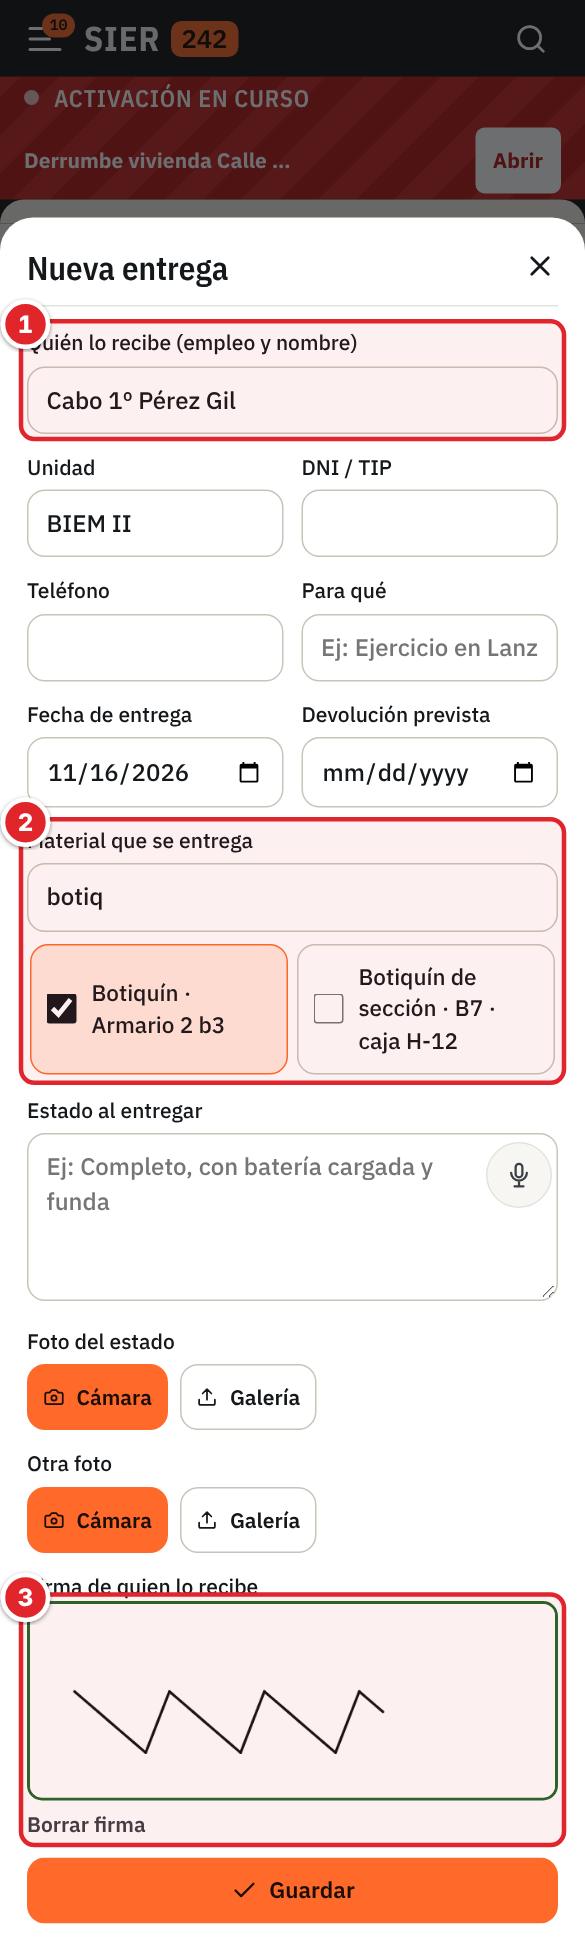 10
SIER 242
ACTIVACIÓN EN CURSO
Derrumbe vivienda Calle ...
Abrir
Nueva entrega
1
Quién lo recibe (empleo y nombre)
Cabo 1º Pérez Gil
Unidad
DNI / TIP
BIEM II
Teléfono
Para qué
Ej: Ejercicio en Lanz
Fecha de entrega
Devolución prevista
11/16/2026
mm/dd/yyyy
2
Material que se entrega
botiq
Botiquín ·
Armario 2 b3
Botiquín de
sección · B7 ·
caja H-12
Estado al entregar
Ej: Completo, con batería cargada y
funda
Foto del estado
Cámara
Galería
Otra foto
Cámara
Galería
3
Firma de quien lo recibe
Borrar firma
Guardar